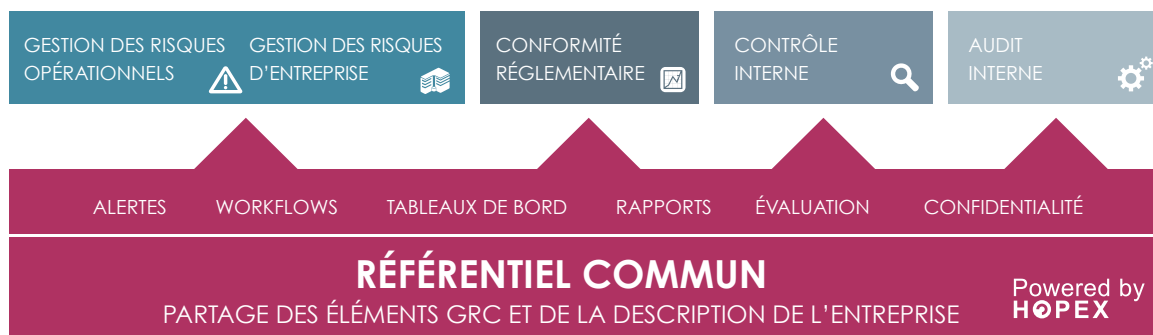 GESTION DES RISQUES
OPÉRATIONNELS
GESTION DES RISQUES
D'ENTREPRISE
CONFORMITÉ
RÉGLEMENTAIRE
CONTRÔLE
INTERNE
AUDIT
INTERNE
ALERTES WORKFLOWS TABLEAUX DE BORD RAPPORTS ÉVALUATION CONFIDENTIALITÉ
RÉFÉRENTIEL COMMUN
PARTAGE DES ÉLÉMENTS GRC ET DE LA DESCRIPTION DE L'ENTREPRISE
Powered by
HOPEX